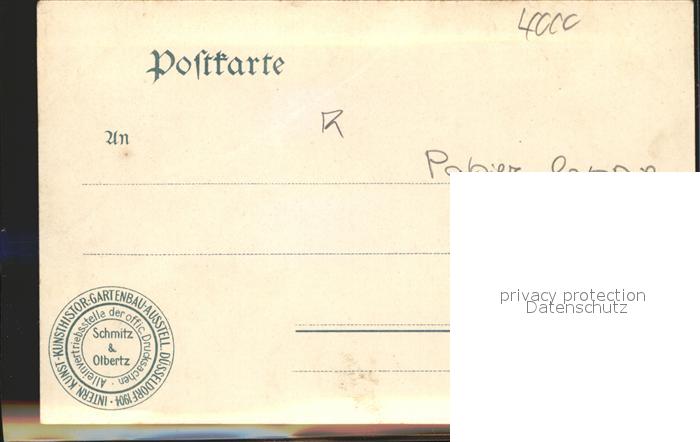 4000
Postkarte
An
privacy protection
Datenschutz
INTERN KUNST-KUNSTHISTOR-GARTENBAU-AUSSTELL DÜSSELDORF 1904
Alleinvertriebsstelle der offic. Drucksachen
Schmitz
&
Olbertz